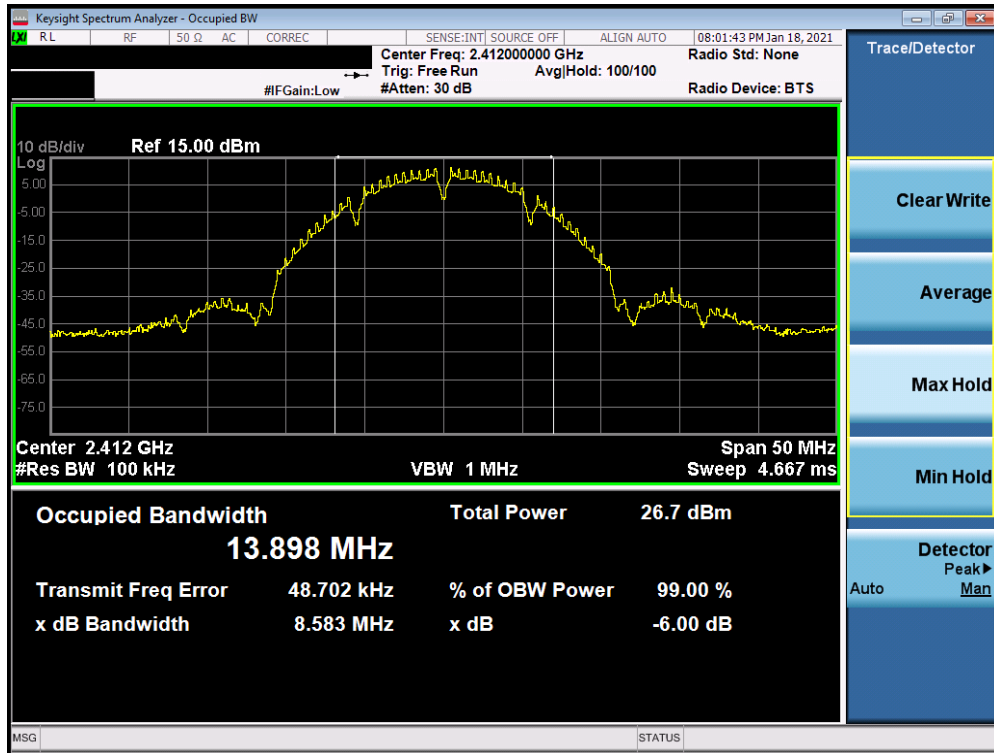 Keysight Spectrum Analyzer - Occupied BW
LXI RL RF 50 Ω AC CORREC SENSE:INT SOURCE OFF ALIGN AUTO 08:01:43 PM Jan 18, 2021
Center Freq: 2.412000000 GHz Radio Std: None
Trig: Free Run Avg|Hold: 100/100
#IFGain:Low #Atten: 30 dB Radio Device: BTS
10 dB/div Ref 15.00 dBm
Log
5.00
-5.00
-15.0
-25.0
-35.0
-45.0
-55.0
-65.0
-75.0
Center 2.412 GHz Span 50 MHz
#Res BW 100 kHz VBW 1 MHz Sweep 4.667 ms
Occupied Bandwidth Total Power 26.7 dBm
13.898 MHz
Transmit Freq Error 48.702 kHz % of OBW Power 99.00 %
x dB Bandwidth 8.583 MHz x dB -6.00 dB
Trace/Detector
Clear Write
Average
Max Hold
Min Hold
Detector
Peak▶
Auto Man
MSG STATUS